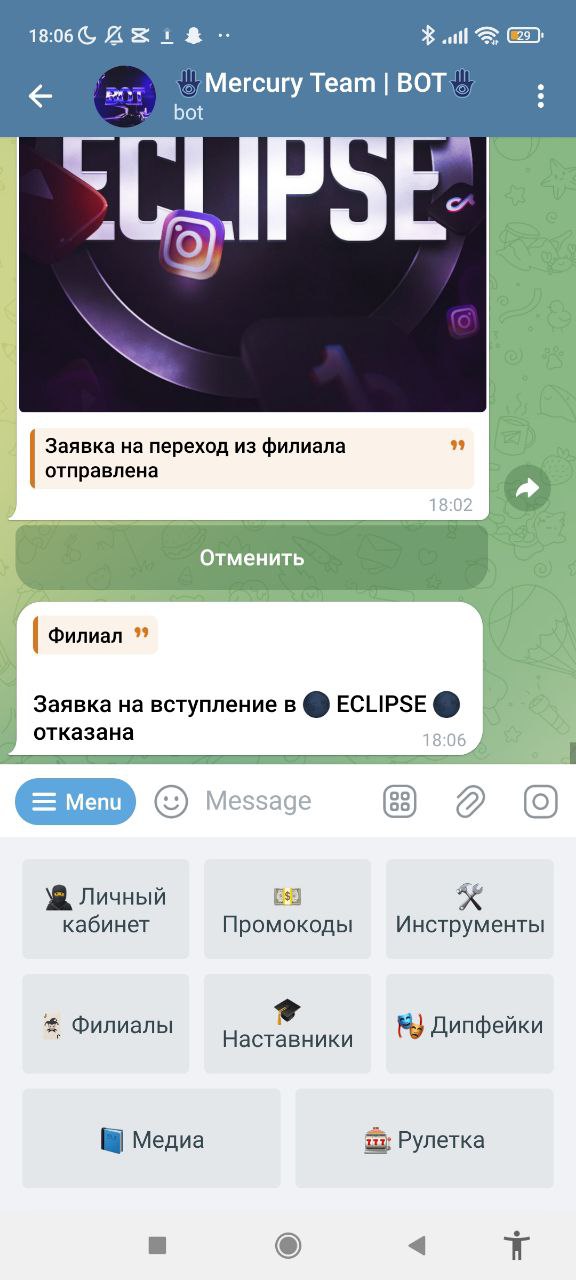 18:06
29
Mercury Team | BOT
BOT
bot
ECLIPSE
Заявка на переход из филиала
отправлена
18:02
Отменить
Филиал
Заявка на вступление в 🌑 ECLIPSE 🌑
отказана
18:06
Menu
Message
Личный
кабинет
Промокоды
Инструменты
Филиалы
Наставники
Дипфейки
Медиа
Рулетка